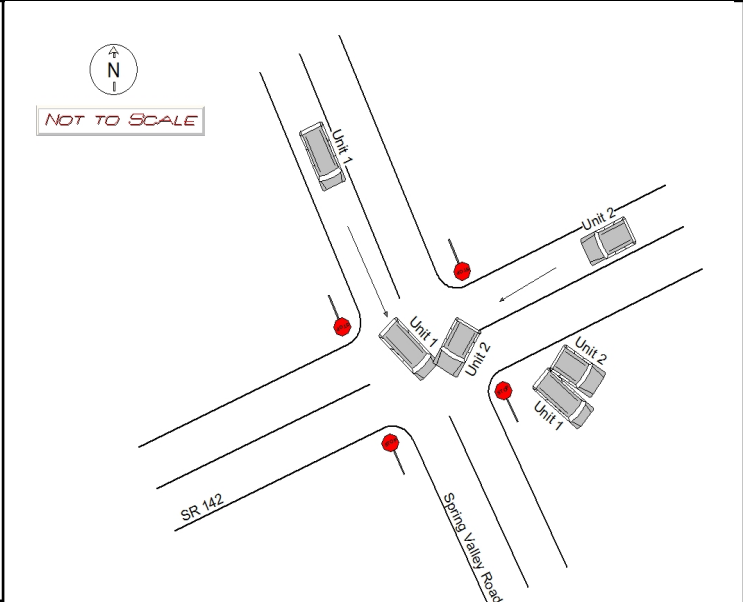 N
NOT TO SCALE
Unit 1
Unit 2
Unit 1
Unit 2
Unit 2
Unit 1
SR 142
Spring Valley Road